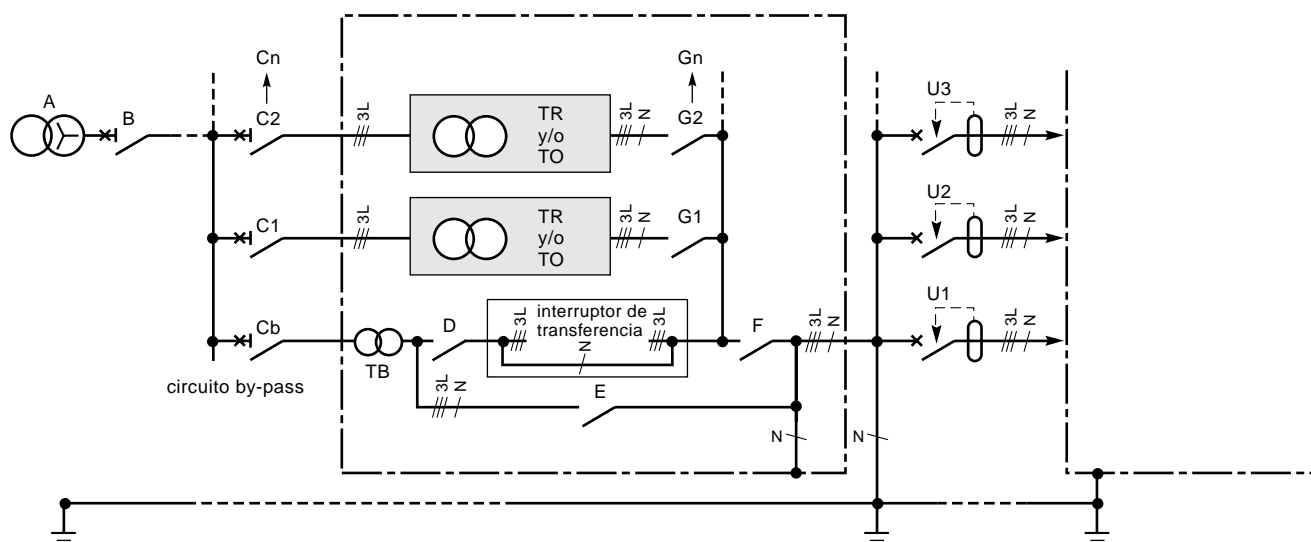 Cn
Gn
A
B
C2
3L
TR
y/o
TO
3L
N
G2
U3
3L
N
C1
3L
TR
y/o
TO
3L
N
G1
U2
3L
N
Cb
circuito by-pass
TB
D
interruptor de
transferencia
3L
3L
N
F
3L
N
U1
3L
N
3L
N
E
N
N